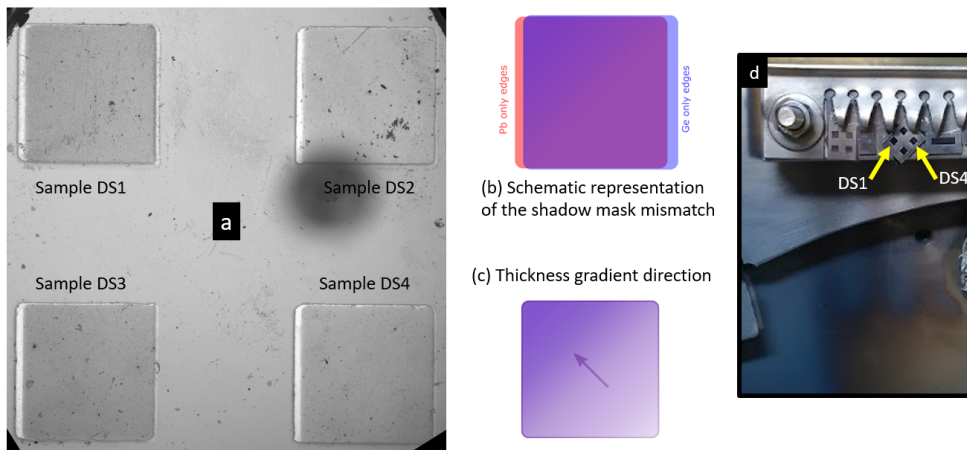 Sample DS1
Sample DS2
a
Sample DS3
Sample DS4
Pb only edges
Ge only edges
(b) Schematic representation
of the shadow mask mismatch
(c) Thickness gradient direction
d
DS1
DS4